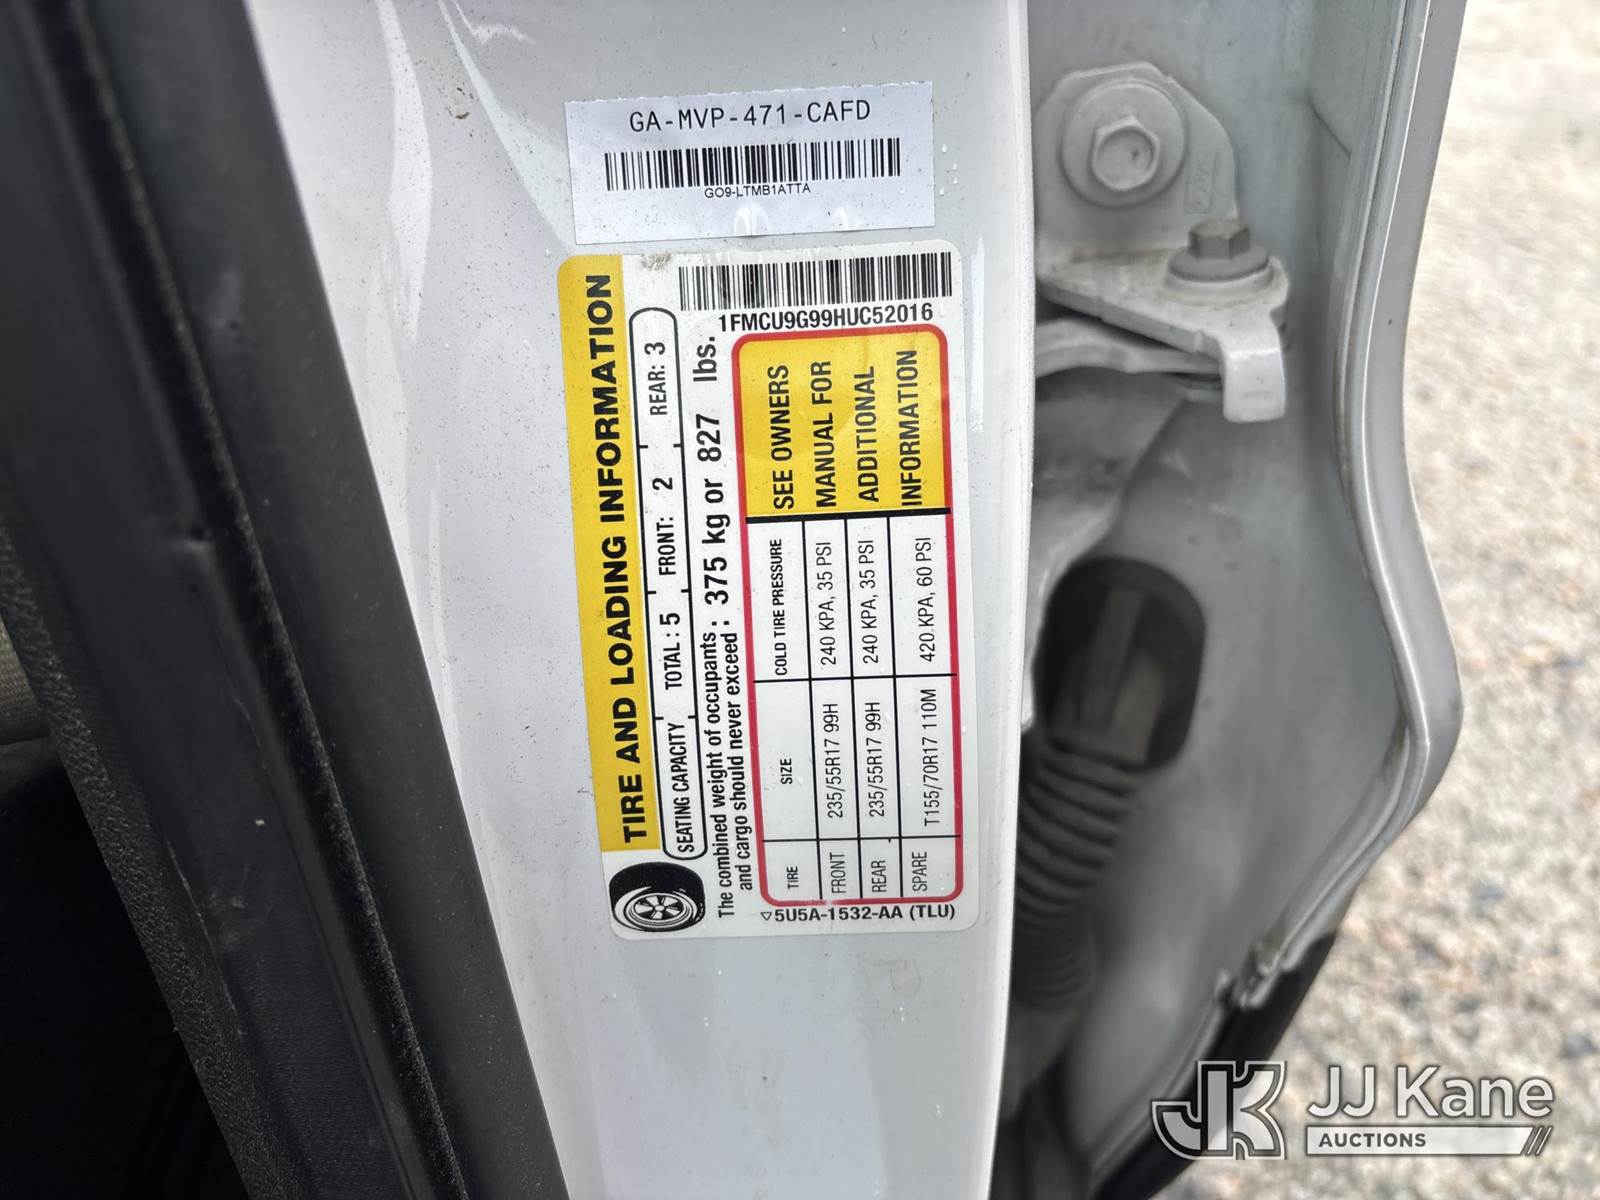 GA-MVP-471-CAFD
GO9-LTMB1ATTA
1FMCU9G99HUC52016
TIRE AND LOADING INFORMATION
SEATING CAPACITY TOTAL : 5 FRONT: 2 REAR: 3
The combined weight of occupants and cargo should never exceed : 375 kg or 827 lbs.
TIRE SIZE COLD TIRE PRESSURE
FRONT 235/55R17 99H 240 KPA, 35 PSI
REAR 235/55R17 99H 240 KPA, 35 PSI
SPARE T155/70R17 110M 420 KPA, 60 PSI
SEE OWNERS
MANUAL FOR
ADDITIONAL
INFORMATION
▽5U5A-1532-AA (TLU)
JK
JJ Kane
AUCTIONS